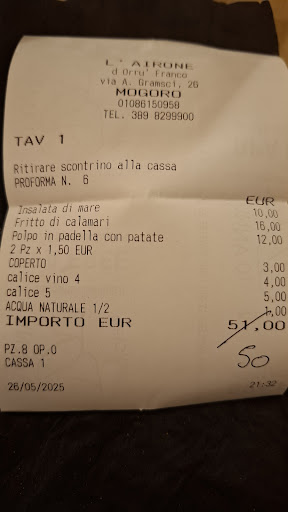 L'AIRONE
d Orru' Franco
via A. Gramsci, 26
MOGORO
01086150958
TEL. 389 8299900
TAV 1
Ritirare scontrino alla cassa
PROFORMA N. 6
EUR
Insalata di mare 10,00
Fritto di calamari 16,00
Polpo in padella con patate 12,00
2 Pz x 1,50 EUR
COPERTO 3,00
calice vino 4 4,00
calice 5 5,00
ACQUA NATURALE 1/2 1,00
IMPORTO EUR 51,00
50
PZ.8 OP.0
CASSA 1
26/05/2025 21:32